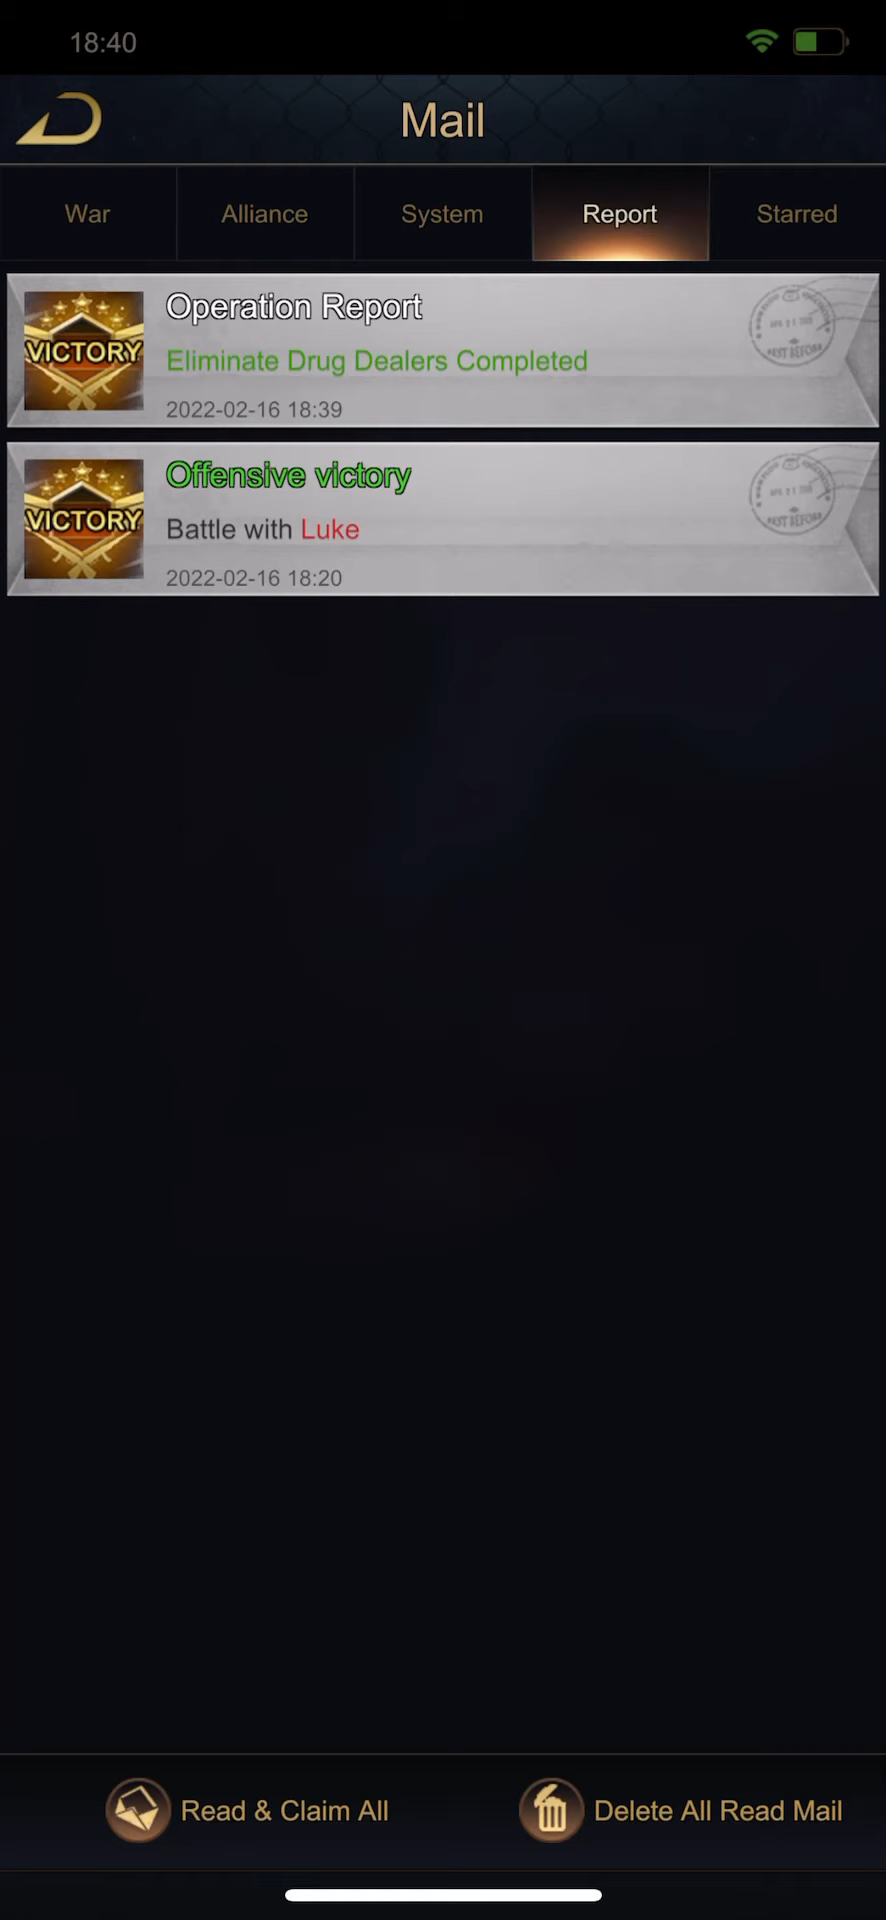 18:40
Mail
War Alliance System Report Starred
Operation Report
VICTORY
Eliminate Drug Dealers Completed
2022-02-16 18:39
Offensive victory
VICTORY
Battle with Luke
2022-02-16 18:20
Read & Claim All Delete All Read Mail